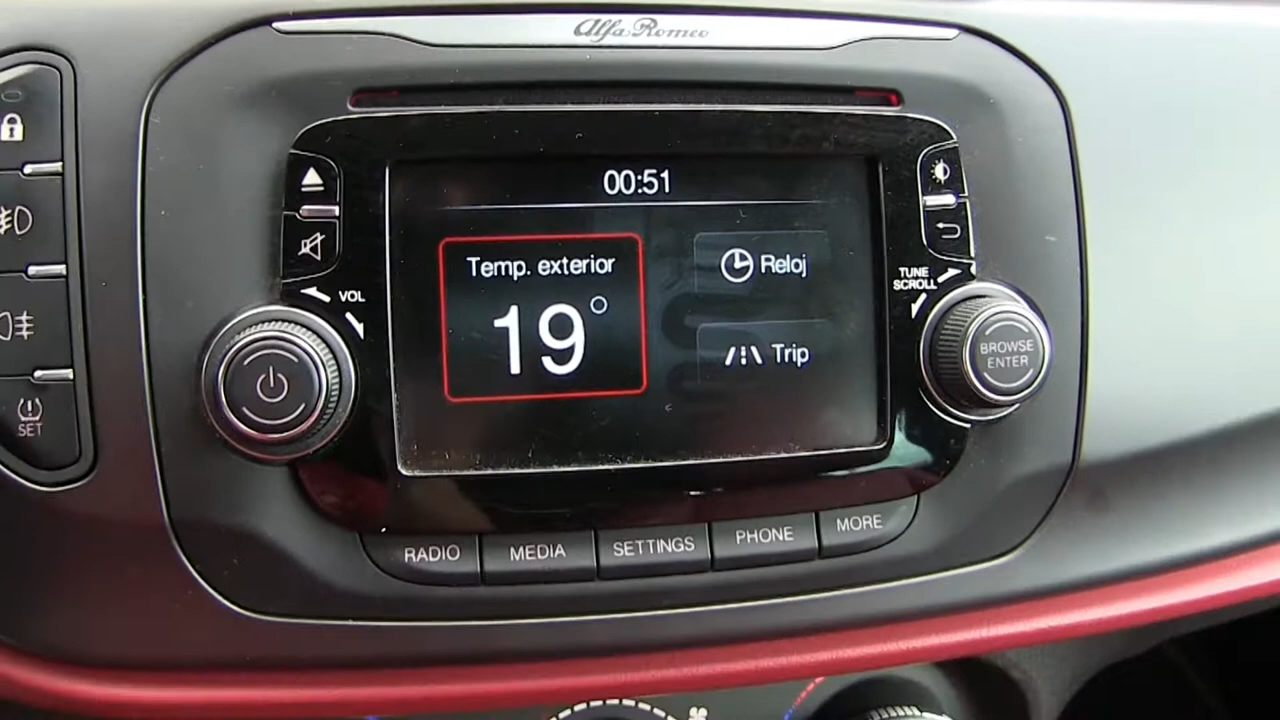 Alfa Romeo
00:51
Temp. exterior
19°
Reloj
Trip
VOL
TUNE
SCROLL
BROWSE
ENTER
SET
RADIO
MEDIA
SETTINGS
PHONE
MORE